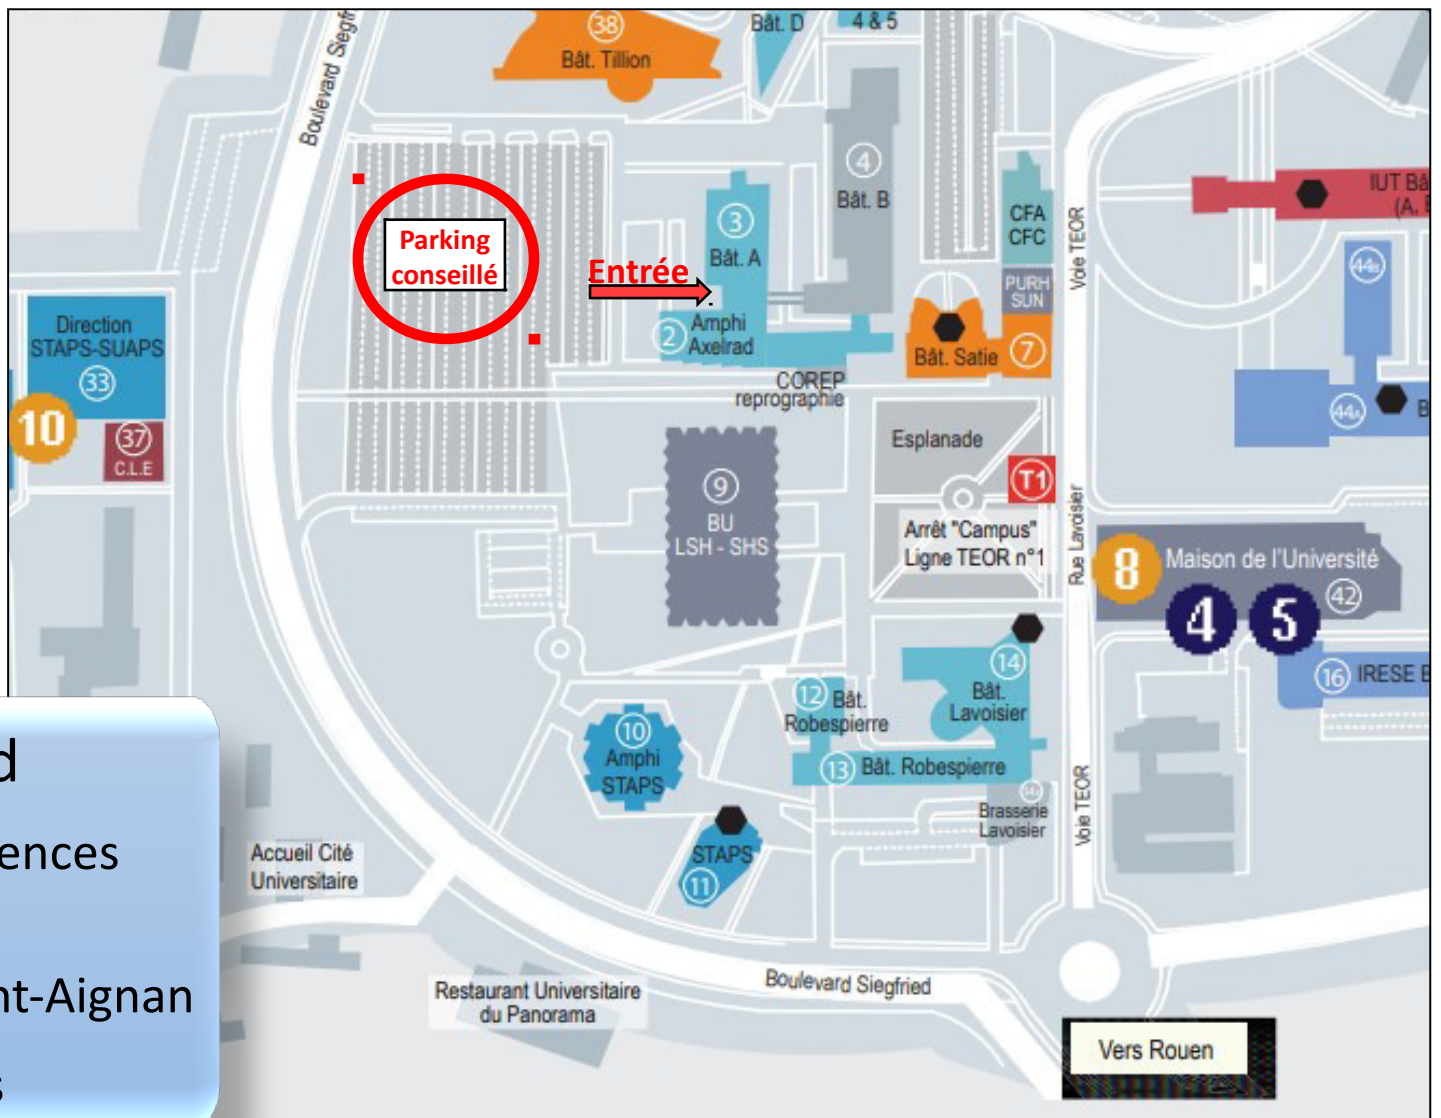 38
Bât. Tillion
Bât. D
4 & 5
Boulevard Siegfr
4
Bât. B
3
Bât. A
Parking
conseillé
Entrée
CFA
CFC
Voie TEOR
IUT Bâ
(A, 
44B
PURH
SUN
2
Amphi
Axelrad
Bât. Satie
7
Direction
STAPS-SUAPS
33
10
37
C.L.E
COREP
reprographie
44A
B
Esplanade
T1
9
BU
LSH - SHS
Arrêt "Campus"
Ligne TEOR n°1
Rue Lavoisier
8
Maison de l'Université
42
4
5
14
Bât.
Lavoisier
16
IRESE B
12
Bât.
Robespierre
10
Amphi
STAPS
13
Bât. Robespierre
Brasserie
Lavoisier
Voie TEOR
STAPS
11
Accueil Cité
Universitaire
d
ences
nt-Aignan
s
Restaurant Universitaire
du Panorama
Boulevard Siegfried
Vers Rouen